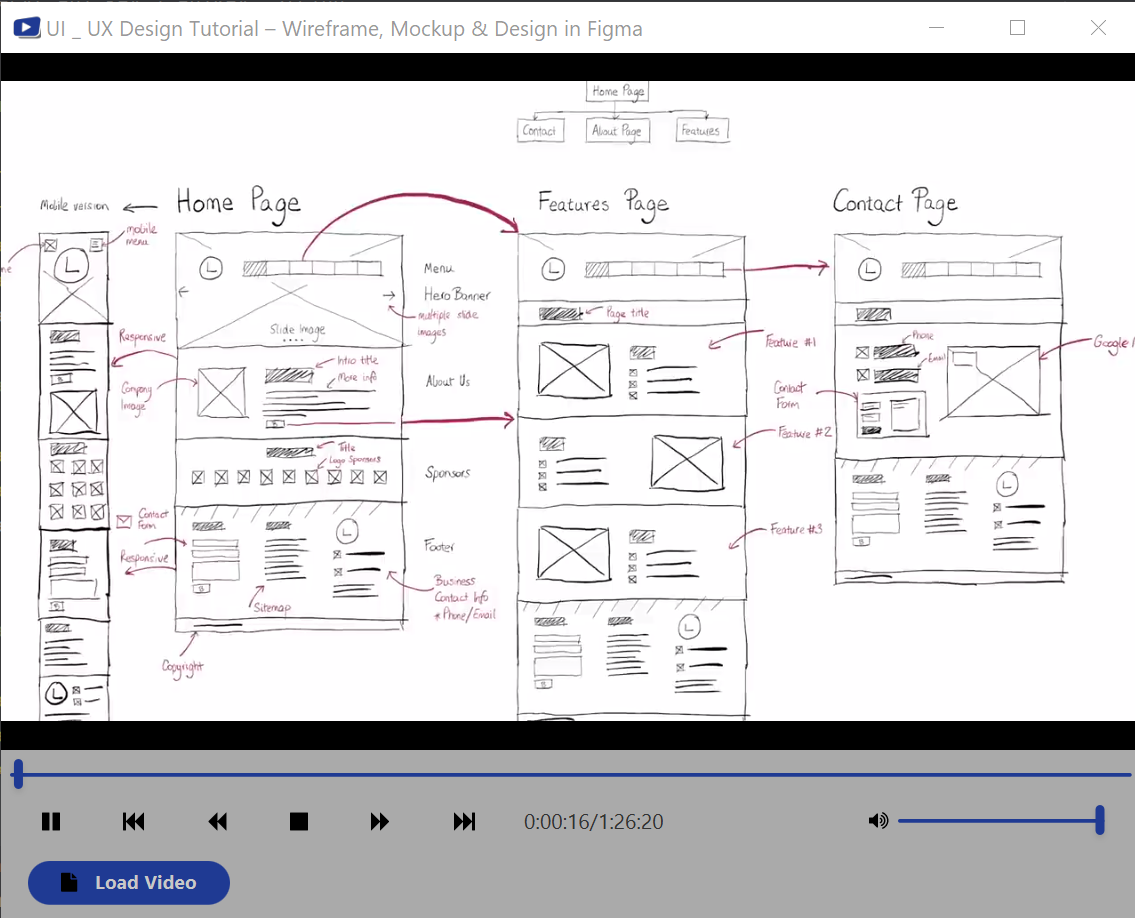 UI _ UX Design Tutorial – Wireframe, Mockup & Design in Figma
Home Page
Contact
About Page
Features
Mobile version
Home Page
Features Page
Contact Page
mobile
menu
L
L
L
L
Menu
Hero Banner
multiple slide
images
Slide Image
Page title
Responsive
Company
Image
Intro title
More info
About Us
Feature #1
Phone
Email
Contact
Form
Title
Logo Sponsors
Sponsors
Feature #2
Contact
Form
Responsive
Footer
L
L
Sitemap
Business
Contact Info
* Phone/Email
Feature #3
Copyright
L
L
0:00:16/1:26:20
Load Video